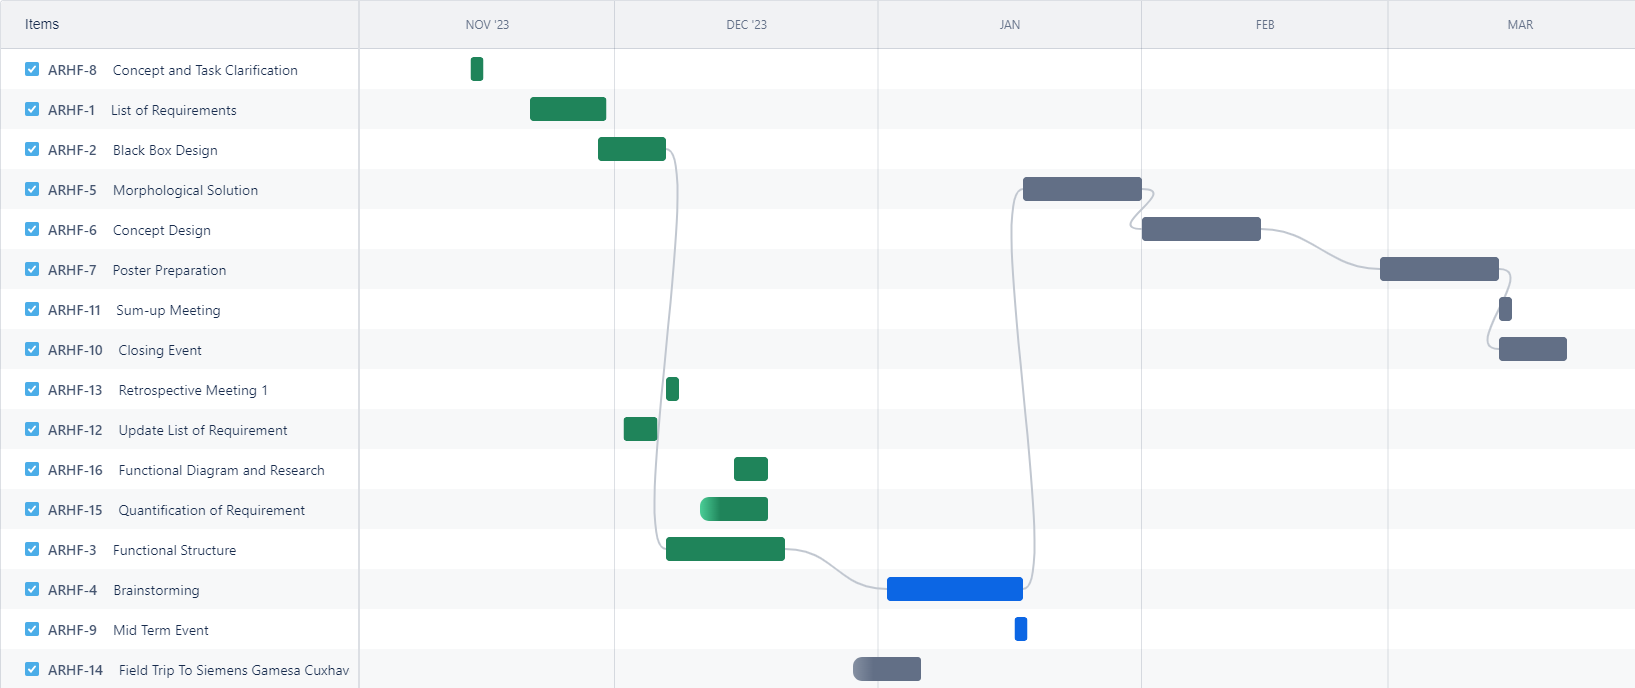 Items NOV '23 DEC '23 JAN FEB MAR
ARHF-8 Concept and Task Clarification
ARHF-1 List of Requirements
ARHF-2 Black Box Design
ARHF-5 Morphological Solution
ARHF-6 Concept Design
ARHF-7 Poster Preparation
ARHF-11 Sum-up Meeting
ARHF-10 Closing Event
ARHF-13 Retrospective Meeting 1
ARHF-12 Update List of Requirement
ARHF-16 Functional Diagram and Research
ARHF-15 Quantification of Requirement
ARHF-3 Functional Structure
ARHF-4 Brainstorming
ARHF-9 Mid Term Event
ARHF-14 Field Trip To Siemens Gamesa Cuxhav